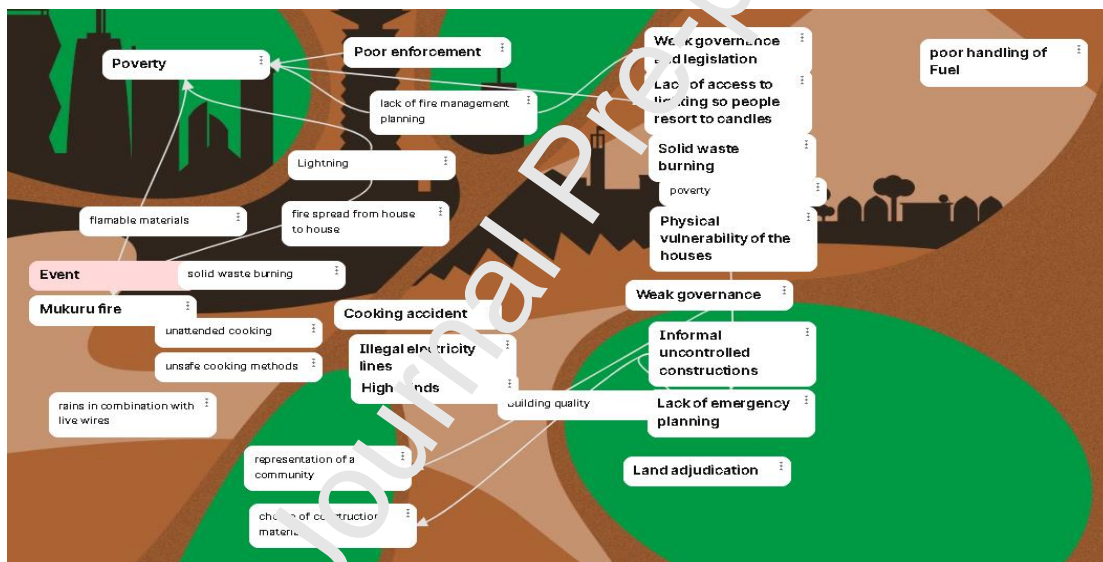 Poverty
Poor enforcement
lack of fire management
planning
Lightning
flamable materials
fire spread from house
to house
Event
solid waste burning
Mukuru fire
unattended cooking
unsafe cooking methods
rains in combination with
live wires
Cooking accident
Illegal electricity
lines
High
building quality
representation of a
community
construction
Weak governance
and legislation
Lack of access to
so people
resort to candles
Solid waste
burning
poverty
Physical
vulnerability of the
houses
Weak governance
Informal
uncontrolled
constructions
Lack of emergency
planning
Land adjudication
poor handling of
Fuel
Journal Pre-p